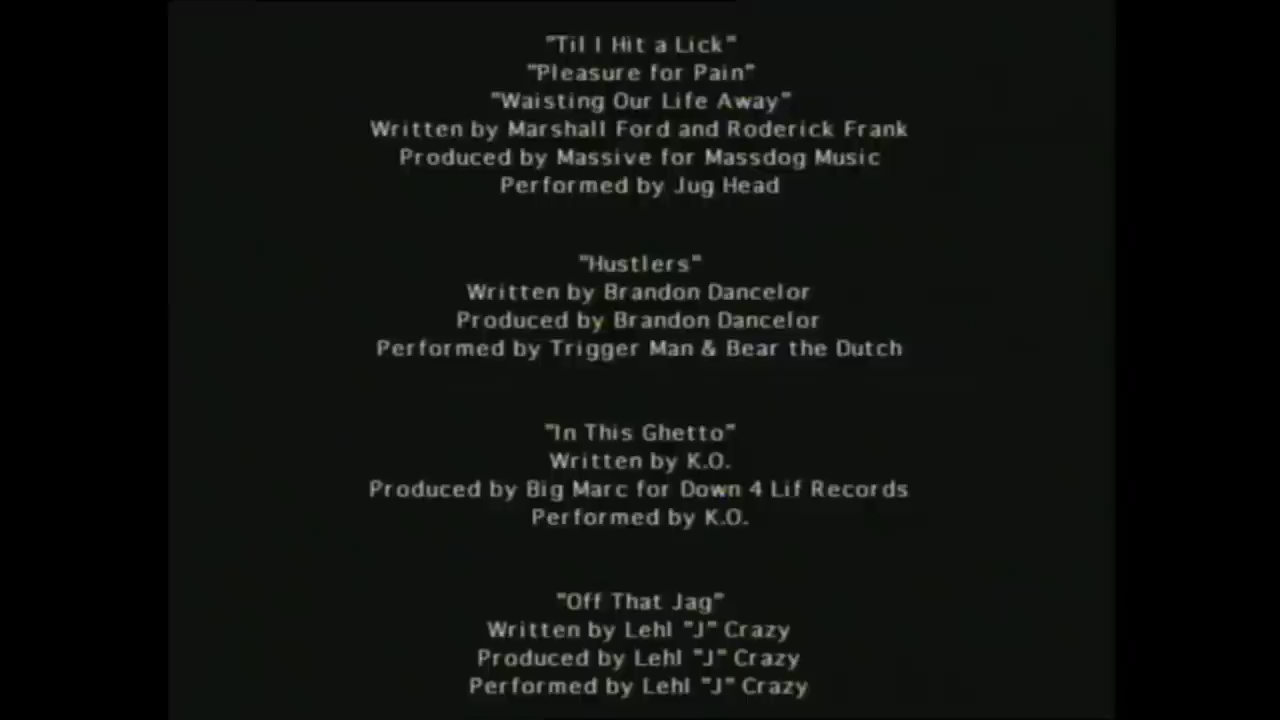 "Til I Hit a Lick"
"Pleasure for Pain"
"Waisting Our Life Away"
Written by Marshall Ford and Roderick Frank
Produced by Massive for Massdog Music
Performed by Jug Head
"Hustlers"
Written by Brandon Dancelor
Produced by Brandon Dancelor
Performed by Trigger Man & Bear the Dutch
"In This Ghetto"
Written by K.O.
Produced by Big Marc for Down 4 Lif Records
Performed by K.O.
"Off That Jag"
Written by Lehl "J" Crazy
Produced by Lehl "J" Crazy
Performed by Lehl "J" Crazy